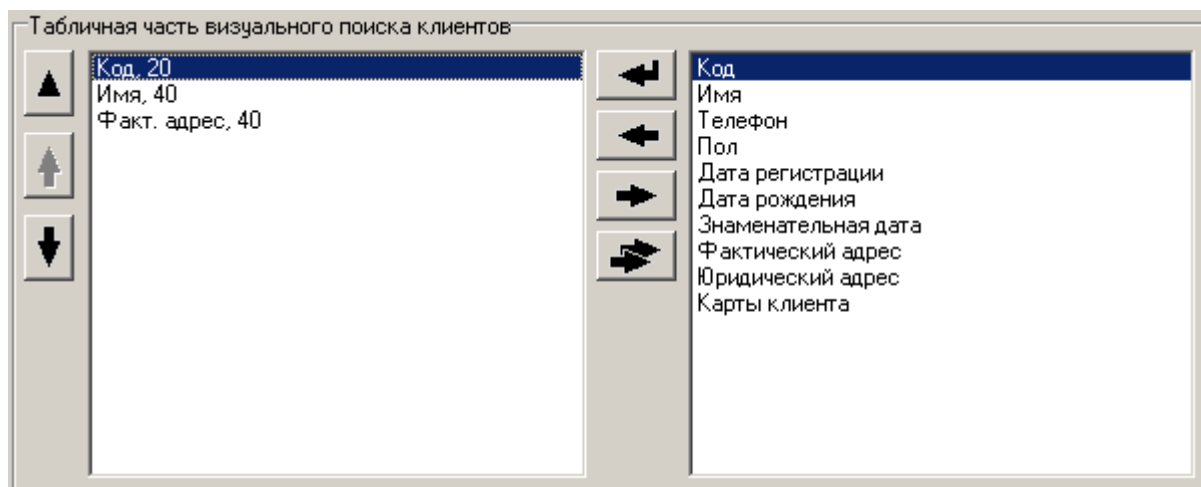 Табличная часть визуального поиска клиентов
Код, 20
Имя, 40
Факт. адрес, 40
Код
Имя
Телефон
Пол
Дата регистрации
Дата рождения
Знаменательная дата
Фактический адрес
Юридический адрес
Карты клиента